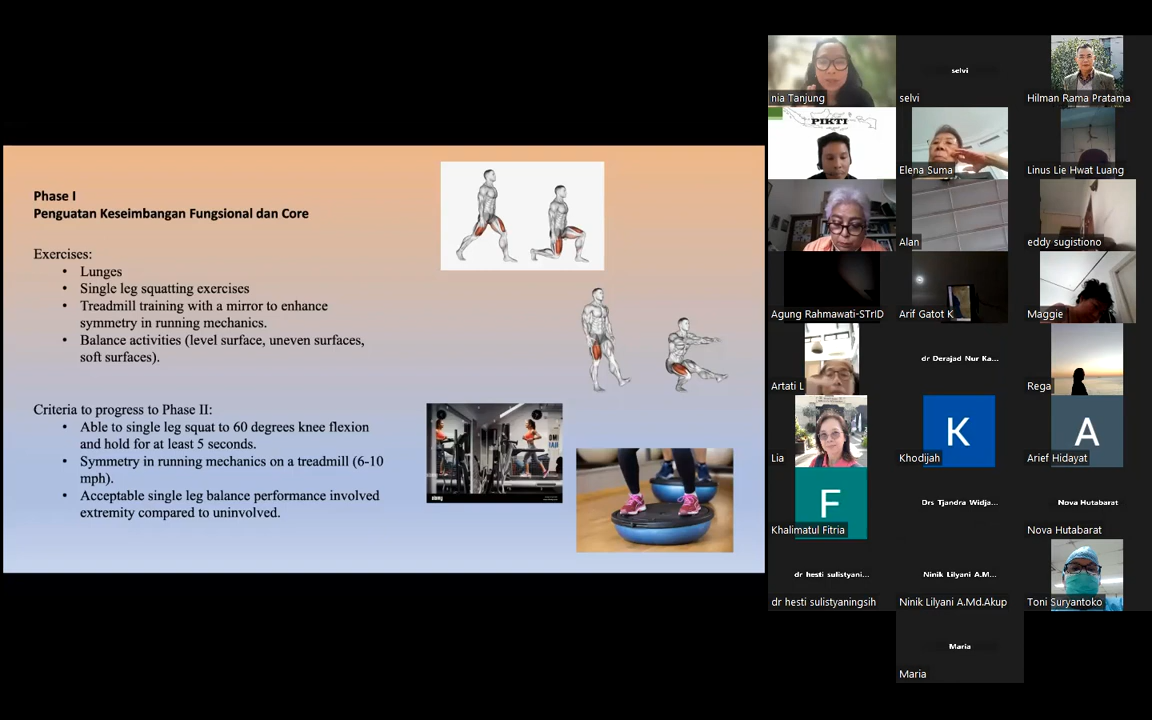 Phase I
Penguatan Keseimbangan Fungsional dan Core
Exercises:
• Lunges
• Single leg squatting exercises
• Treadmill training with a mirror to enhance
symmetry in running mechanics.
• Balance activities (level surface, uneven surfaces,
soft surfaces).
Criteria to progress to Phase II:
• Able to single leg squat to 60 degrees knee flexion
and hold for at least 5 seconds.
• Symmetry in running mechanics on a treadmill (6-10
mph).
• Acceptable single leg balance performance involved
extremity compared to uninvolved.
nia Tanjung
selvi
selvi
Hilman Rama Pratama
PIKTI
Elena Suma
Linus Lie Hwat Luang
Alan
eddy sugistiono
Agung Rahmawati-STrID
Arif Gatot K
Maggie
Artati L
dr Derajad Nur Ka...
Rega
Lia
K
Khodijah
A
Arief Hidayat
F
Khalimatul Fitria
Drs Tjandra Widja...
Nova Hutabarat
Nova Hutabarat
dr hesti sulistyani...
dr hesti sulistyaningsih
Ninik Lilyani A.M...
Ninik Lilyani A.Md.Akup
Toni Suryantoko
Maria
Maria